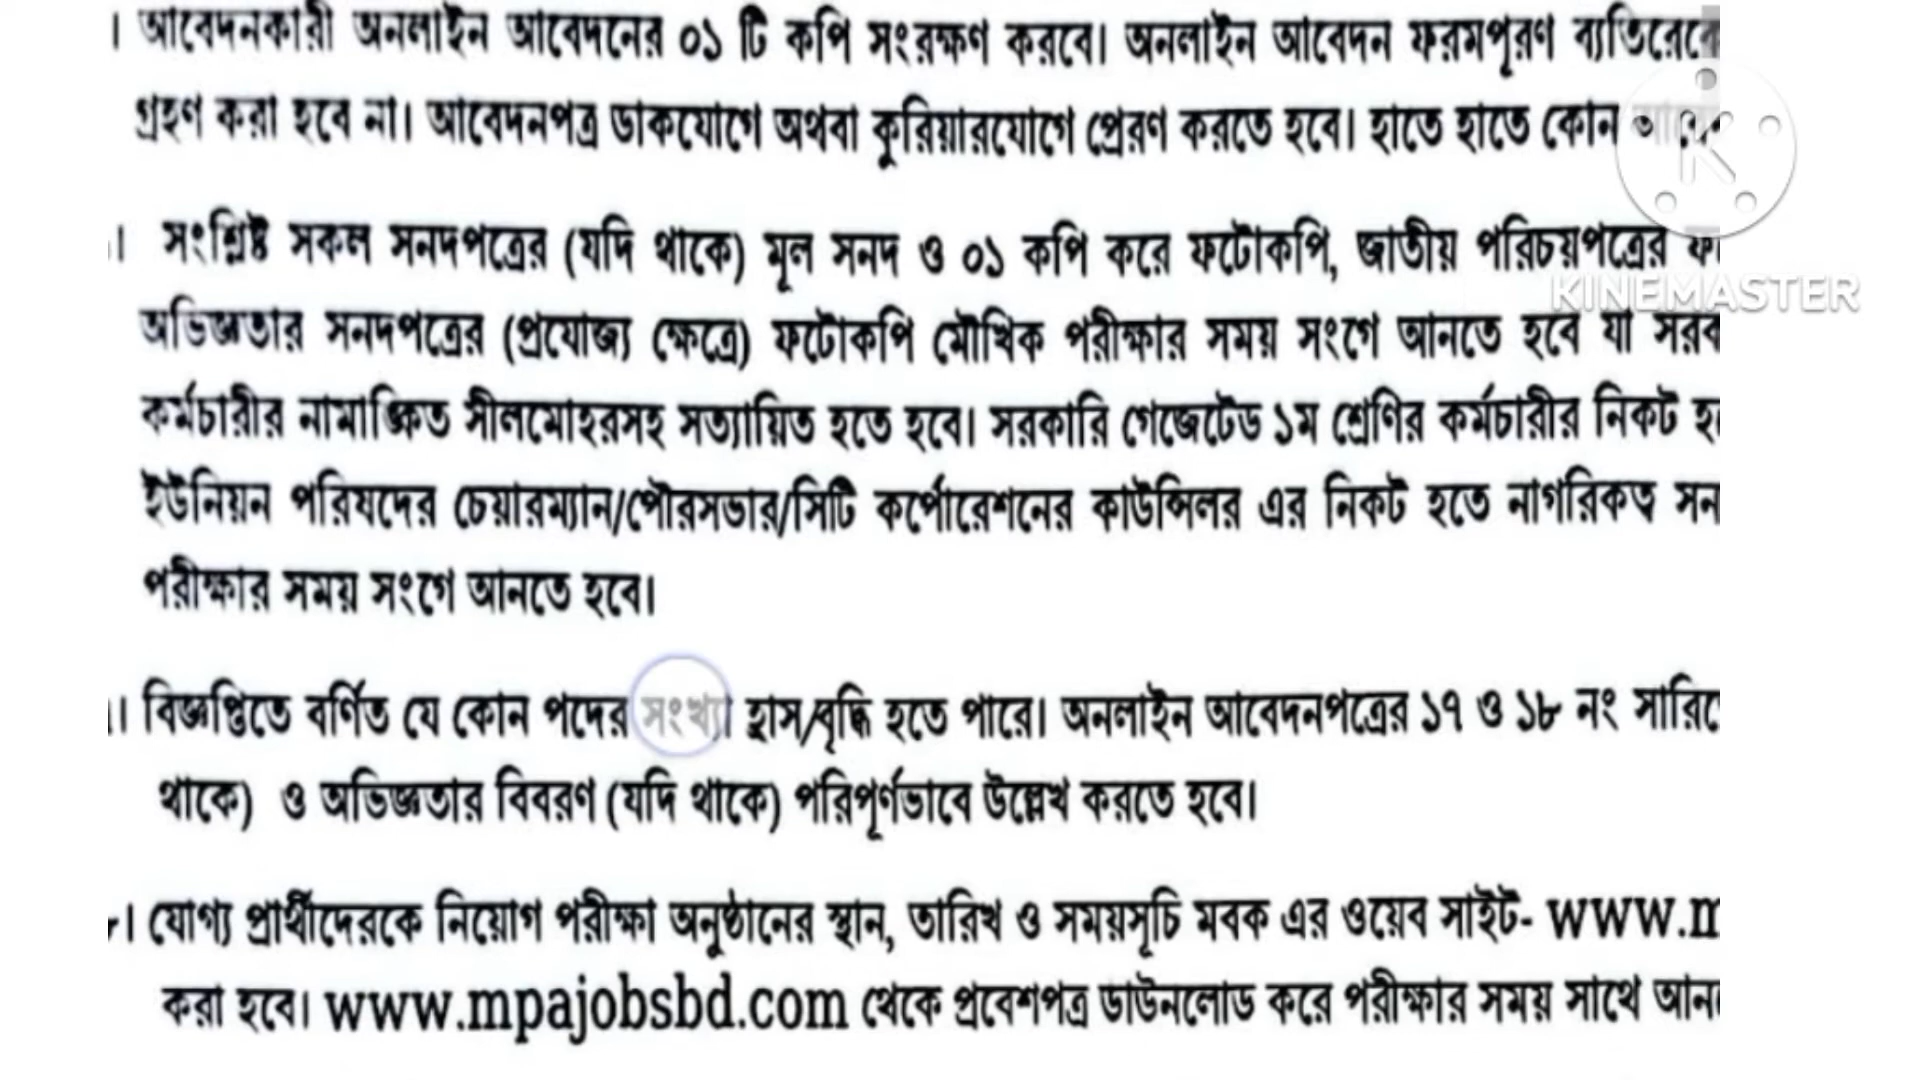 । আবেদনকারী অনলাইন আবেদনের ০১ টি কপি সংরক্ষণ করবে। অনলাইন আবেদন ফরমপূরণ
গ্রহণ করা হবে না। আবেদনপত্র ডাকযোগে অথবা কুরিয়ারযোগে প্রেরণ করতে হবে। হাতে হাতে কোন
। সংশ্লিষ্ট সকল সনদপত্রের (যদি থাকে) মূল সনদ ও ০১ কপি করে ফটোকপি, জাতীয় পরিচয়পত্রের
KINEMASTER
অভিজ্ঞতার সনদপত্রের (প্রযোজ্য ক্ষেত্রে) ফটোকপি মৌখিক পরীক্ষার সময় সংগে আনতে হবে যা
কর্মচারীর নামাঙ্কিত সীলমোহরসহ সত্যায়িত হতে হবে। সরকারি গেজেটেড ১ম শ্রেণির কর্মচারীর নিকট
ইউনিয়ন পরিষদের চেয়ারম্যান/পৌরসভার/সিটি কর্পোরেশনের কাউন্সিলর এর নিকট হতে নাগরিকত্ব
পরীক্ষার সময় সংগে আনতে হবে।
। বিজ্ঞপ্তিতে বর্ণিত যে কোন পদের সংখ্যা হ্রাস/বৃদ্ধি হতে পারে। অনলাইন আবেদনপত্রের ১৭ ও ১৮ নং
থাকে) ও অভিজ্ঞতার বিবরণ (যদি থাকে) পরিপূর্ণভাবে উল্লেখ করতে হবে।
। যোগ্য প্রার্থীদেরকে নিয়োগ পরীক্ষা অনুষ্ঠানের স্থান, তারিখ ও সময়সূচি মবক এর ওয়েব সাইট- www.m
করা হবে। www.mpajobsbd.com থেকে প্রবেশপত্র ডাউনলোড করে পরীক্ষার সময় সাথে